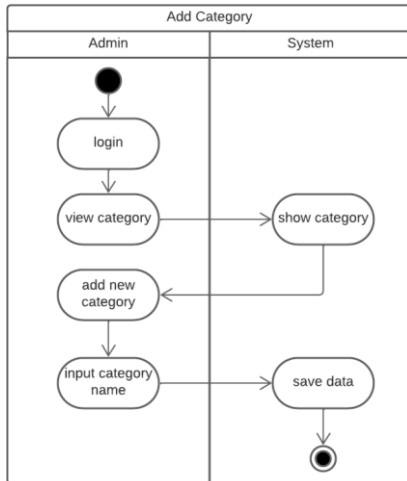 Add Category
Admin
System
login
view category
show category
add new
category
input category
name
save data